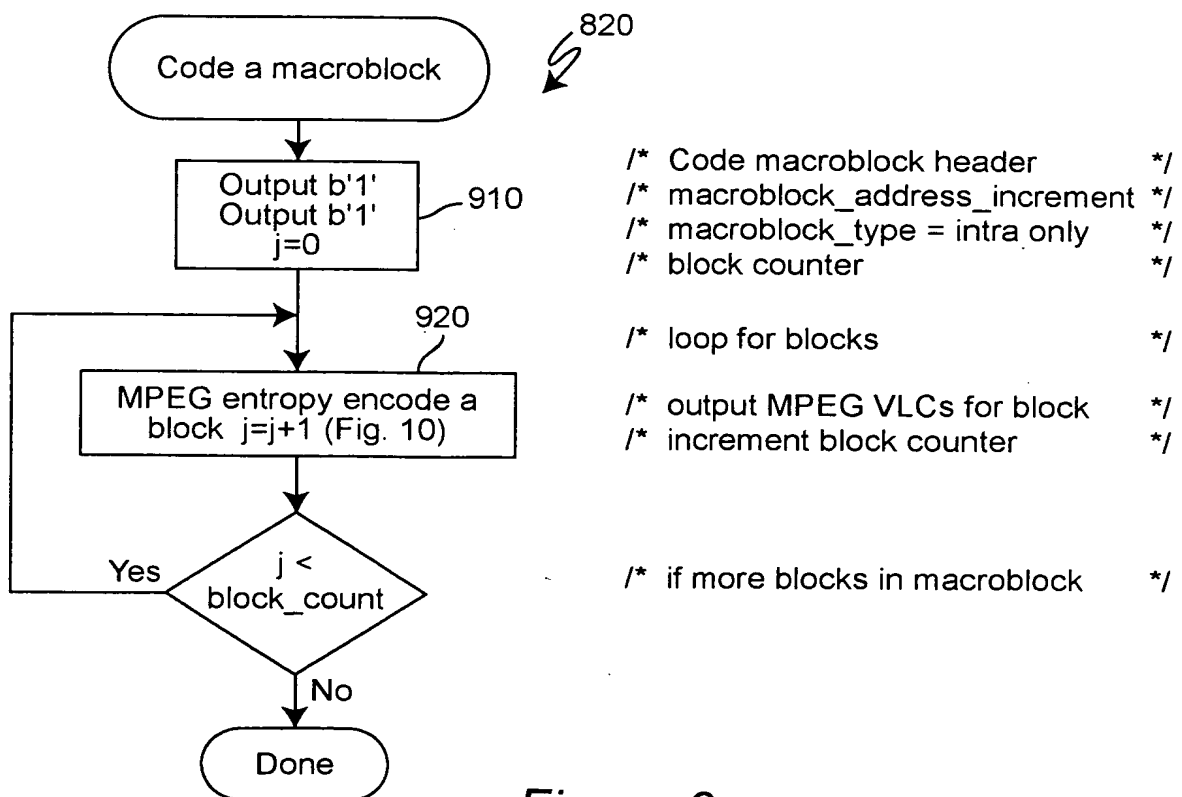 820
Code a macroblock
Output b'1'
Output b'1'
j=0
910
/* Code macroblock header */
/* macroblock_address_increment */
/* macroblock_type = intra only */
/* block counter */
920
/* loop for blocks */
MPEG entropy encode a
block j=j+1 (Fig. 10)
/* output MPEG VLCs for block */
/* increment block counter */
Yes
j <
block_count
/* if more blocks in macroblock */
No
Done